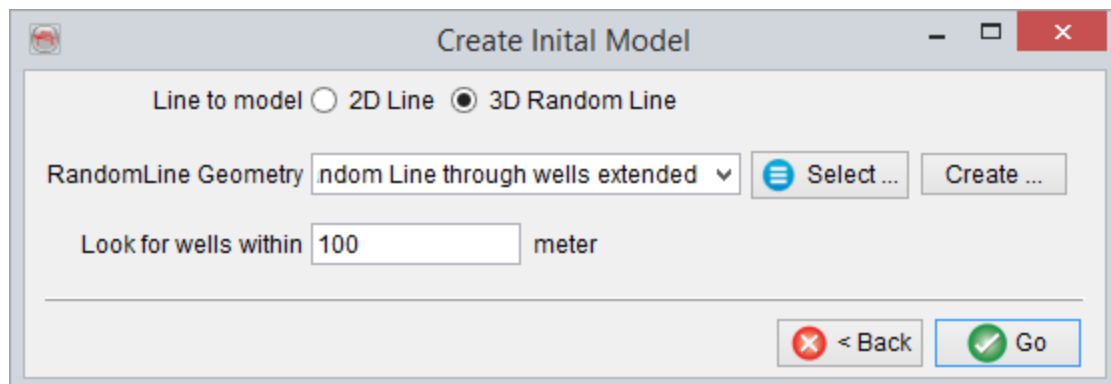 Create Inital Model
Line to model 2D Line 3D Random Line
RandomLine Geometry ndom Line through wells extended Select ... Create ...
Look for wells within 100 meter
< Back Go